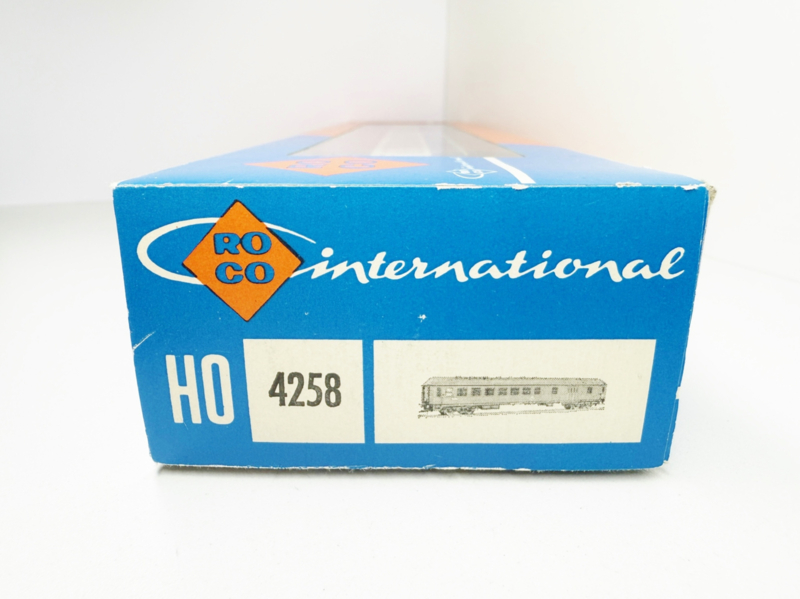 RO
CO
international
HO
4258